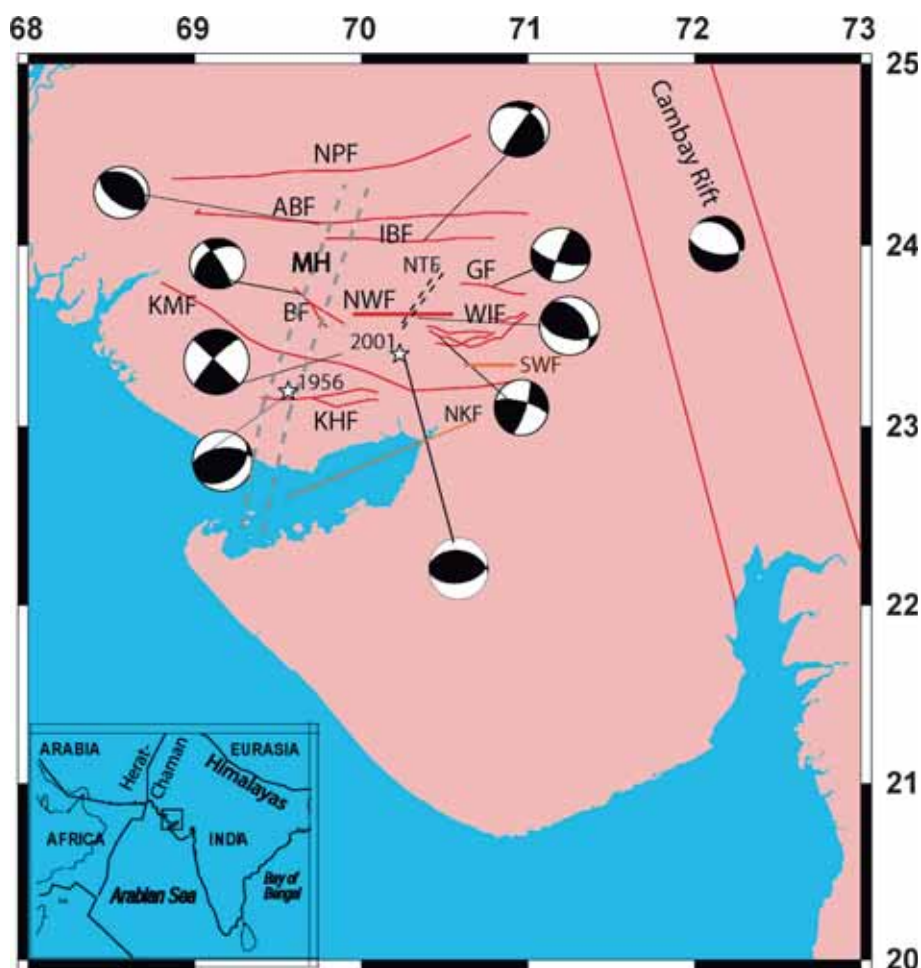 68 69 70 71 72 73
25
24
23
22
21
20
Cambay Rift
NPF
ABF
IBF
MH
NTF
GF
KMF
BF
NWF
WIF
2001
SWF
1956
NKF
KHF
ARABIA
EURASIA
Herat-
Chaman
Himalayas
AFRICA
INDIA
Arabian Sea
Bay of
Bengal